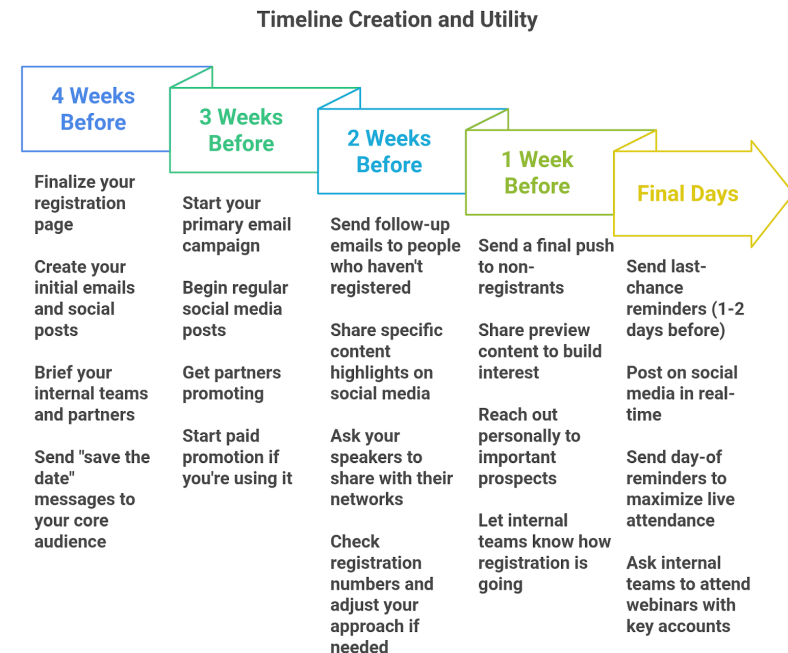 Timeline Creation and Utility
4 Weeks
Before
Finalize your
registration
page
Create your
initial emails
and social
posts
Brief your
internal teams
and partners
Send "save the
date"
messages to
your core
audience
3 Weeks
Before
Start your
primary email
campaign
Begin regular
social media
posts
Get partners
promoting
Start paid
promotion if
you're using it
2 Weeks
Before
Send follow-up
emails to people
who haven't
registered
Share specific
content
highlights on
social media
Ask your
speakers to
share with their
networks
Check
registration
numbers and
adjust your
approach if
needed
1 Week
Before
Send a final push
to non-
registrants
Share preview
content to build
interest
Reach out
personally to
important
prospects
Let internal
teams know how
registration is
going
Final Days
Send last-
chance
reminders (1-2
days before)
Post on social
media in real-
time
Send day-of
reminders to
maximize live
attendance
Ask internal
teams to attend
webinars with
key accounts